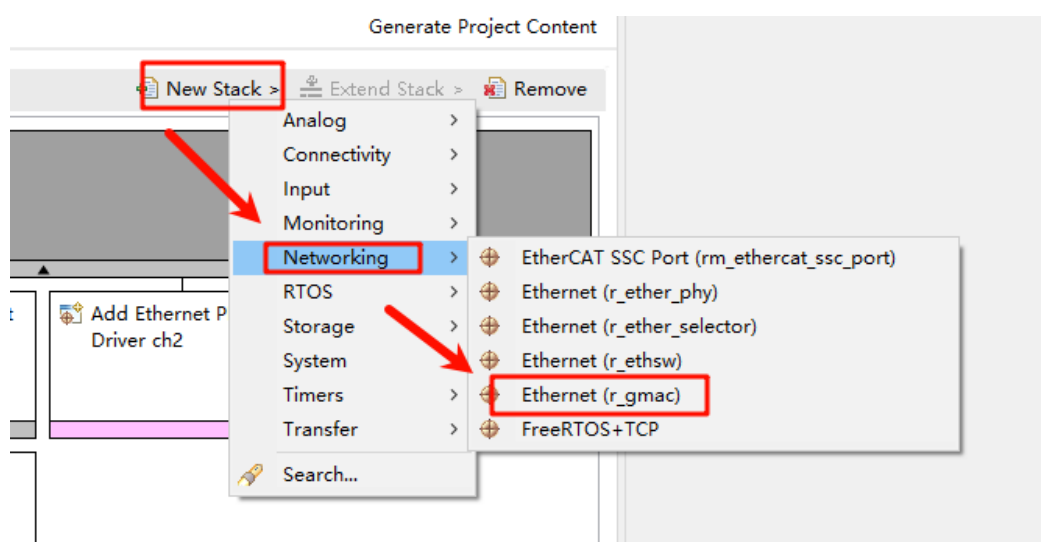 Generate Project Content
New Stack > Extend Stack > Remove
Analog >
Connectivity >
Input >
Monitoring >
Networking >
EtherCAT SSC Port (rm_ethercat_ssc_port)
RTOS >
Ethernet (r_ether_phy)
Storage >
Ethernet (r_ether_selector)
System
Ethernet (r_ethsw)
Timers >
Ethernet (r_gmac)
Transfer >
FreeRTOS+TCP
Search...
t
Add Ethernet P
Driver ch2